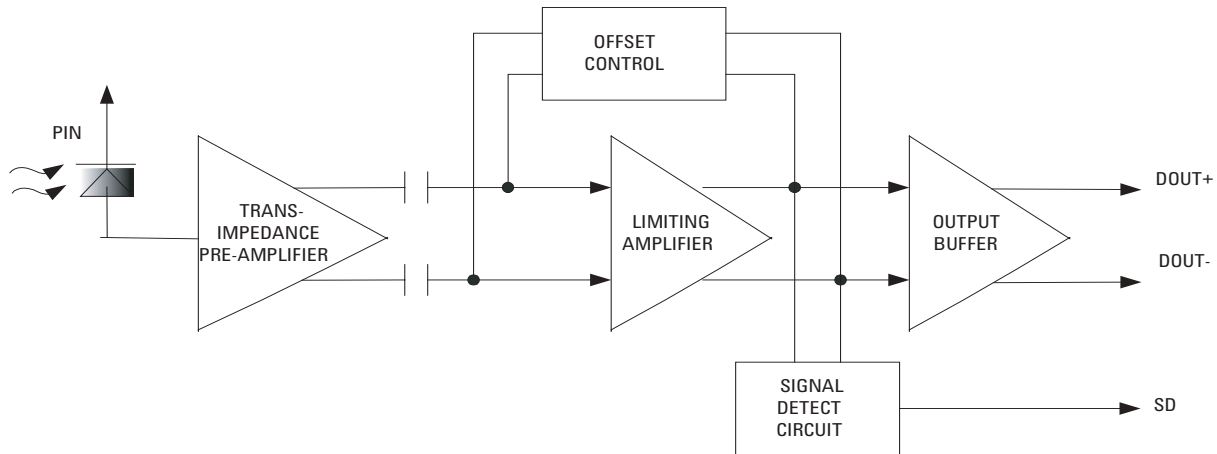 OFFSET
CONTROL
PIN
TRANS-
IMPEDANCE
PRE-AMPLIFIER
LIMITING
AMPLIFIER
OUTPUT
BUFFER
DOUT+
DOUT-
SIGNAL
DETECT
CIRCUIT
SD